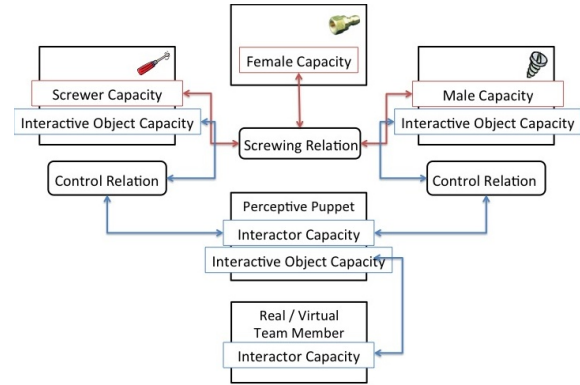 Female Capacity
Screwer Capacity
Male Capacity
Interactive Object Capacity
Interactive Object Capacity
Screwing Relation
Control Relation
Control Relation
Perceptive Puppet
Interactor Capacity
Interactive Object Capacity
Real / Virtual
Team Member
Interactor Capacity